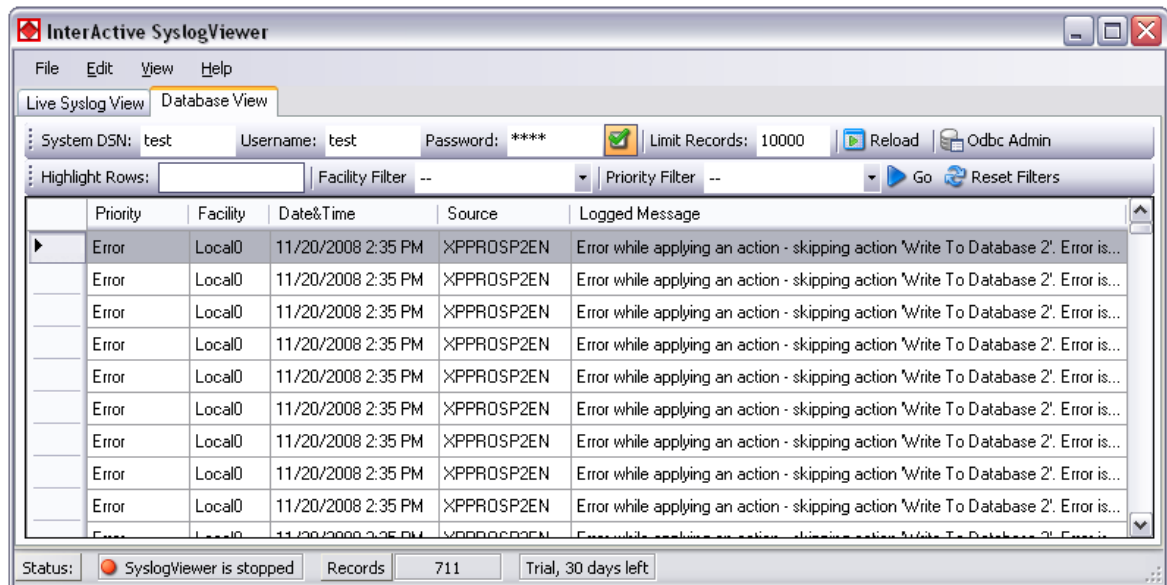 InterActive SyslogViewer
File Edit View Help
Live Syslog View Database View
System DSN: test Username: test Password: **** Limit Records: 10000 Reload Odbc Admin
Highlight Rows: Facility Filter -- Priority Filter -- Go Reset Filters
Priority Facility Date&Time Source Logged Message
Error Local0 11/20/2008 2:35 PM XPPROSP2EN Error while applying an action - skipping action 'Write To Database 2'. Error is...
Error Local0 11/20/2008 2:35 PM XPPROSP2EN Error while applying an action - skipping action 'Write To Database 2'. Error is...
Error Local0 11/20/2008 2:35 PM XPPROSP2EN Error while applying an action - skipping action 'Write To Database 2'. Error is...
Error Local0 11/20/2008 2:35 PM XPPROSP2EN Error while applying an action - skipping action 'Write To Database 2'. Error is...
Error Local0 11/20/2008 2:35 PM XPPROSP2EN Error while applying an action - skipping action 'Write To Database 2'. Error is...
Error Local0 11/20/2008 2:35 PM XPPROSP2EN Error while applying an action - skipping action 'Write To Database 2'. Error is...
Error Local0 11/20/2008 2:35 PM XPPROSP2EN Error while applying an action - skipping action 'Write To Database 2'. Error is...
Error Local0 11/20/2008 2:35 PM XPPROSP2EN Error while applying an action - skipping action 'Write To Database 2'. Error is...
Error Local0 11/20/2008 2:35 PM XPPROSP2EN Error while applying an action - skipping action 'Write To Database 2'. Error is...
Status: SyslogViewer is stopped Records 711 Trial, 30 days left